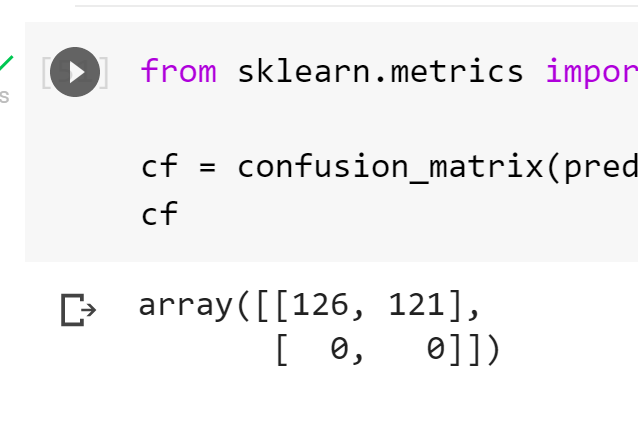 from sklearn.metrics impor
s
cf = confusion_matrix(pred
cf
array([[126, 121],
[  0,   0]])